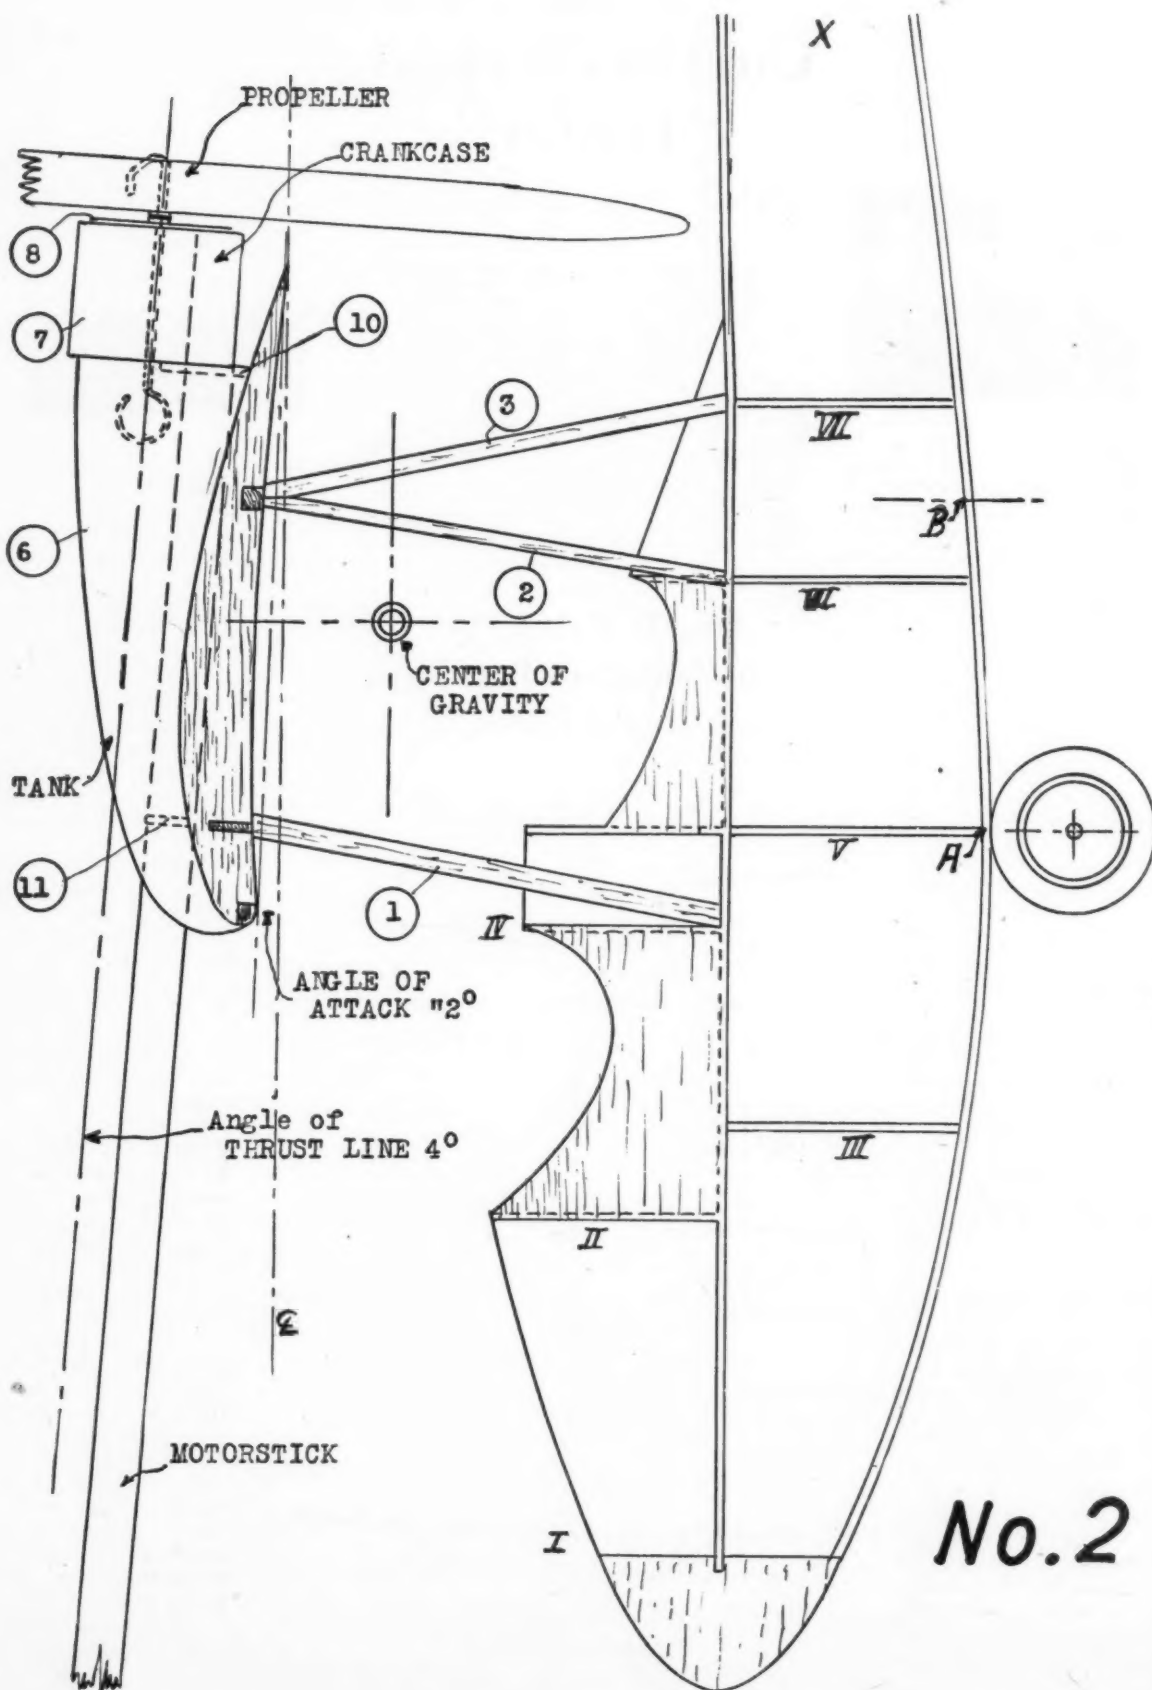 X
PROPELLER
CRANKCASE
8
7
10
3
VII
B
6
2
VI
CENTER OF
GRAVITY
TANK
V
A
11
1
IV
ANGLE OF
ATTACK "2°
Angle of
THRUST LINE 4°
III
II
℄
MOTORSTICK
I
No.2